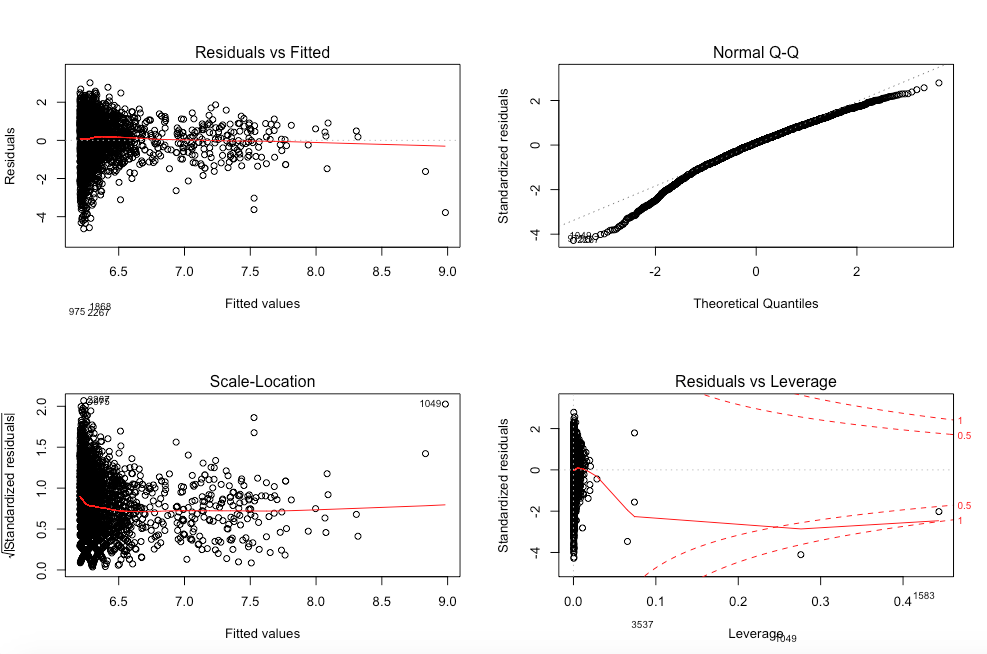 Residuals vs Fitted
Residuals
2
0
-2
-4
6.5 7.0 7.5 8.0 8.5 9.0
Fitted values
1868
975 2267
Normal Q-Q
Standardized residuals
2
0
-2
-4
-2 0 2
Theoretical Quantiles
Scale-Location
√|Standardized residuals|
2.0
1.5
1.0
0.5
0.0
1049
6.5 7.0 7.5 8.0 8.5 9.0
Fitted values
Residuals vs Leverage
Standardized residuals
2
0
-2
-4
1
0.5
0.5
1
0.0 0.1 0.2 0.3 0.4
1583
3537
Leverage
1049